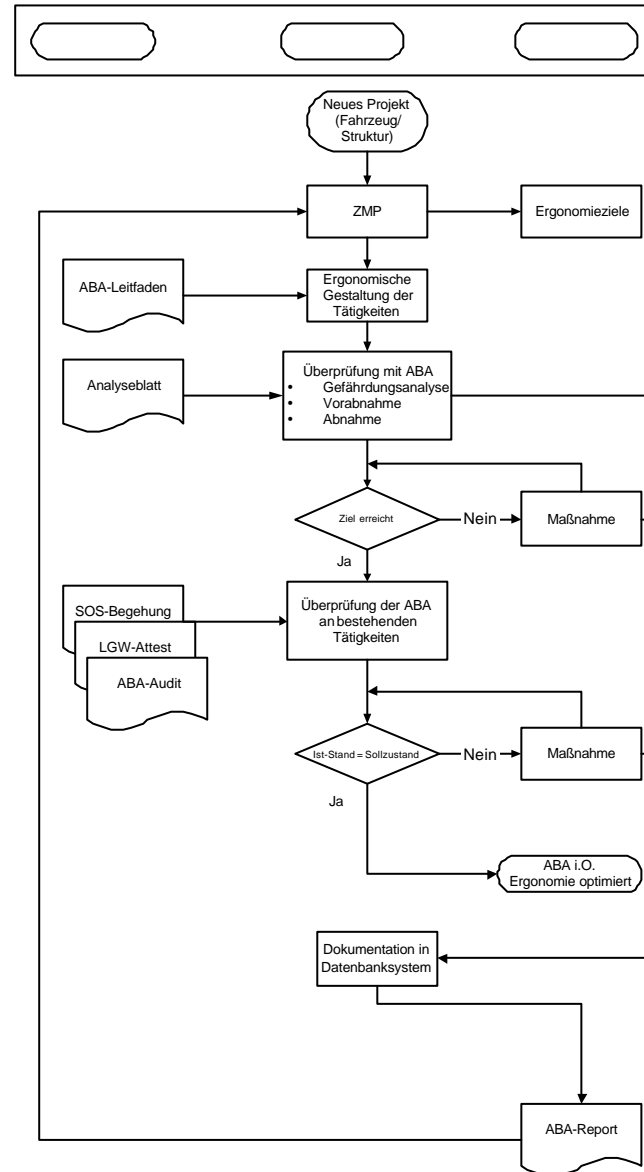 Neues Projekt
(Fahrzeug/
Struktur)
ZMP
Ergonomieziele
ABA-Leitfaden
Ergonomische
Gestaltung der
Tätigkeiten
Analyseblatt
Überprüfung mit ABA
• Gefährdungsanalyse
• Vorabnahme
• Abnahme
Ziel erreicht
Nein
Maßnahme
Ja
SOS-Begehung
LGW-Attest
ABA-Audit
Überprüfung der ABA
an bestehenden
Tätigkeiten
Ist-Stand = Sollzustand
Nein
Maßnahme
Ja
ABA i.O.
Ergonomie optimiert
Dokumentation in
Datenbanksystem
ABA-Report